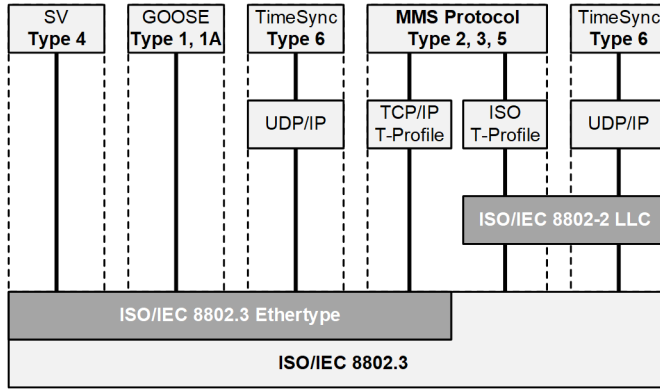 SV
Type 4
GOOSE
Type 1, 1A
TimeSync
Type 6
MMS Protocol
Type 2, 3, 5
TimeSync
Type 6
UDP/IP
TCP/IP
T-Profile
ISO
T-Profile
UDP/IP
ISO/IEC 8802-2 LLC
ISO/IEC 8802.3 Ethertype
ISO/IEC 8802.3